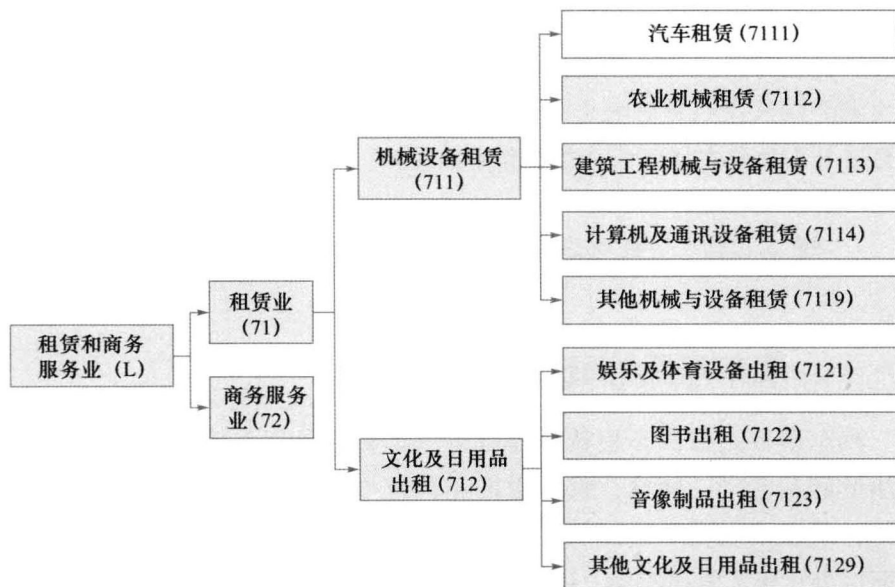 汽车租赁(7111)
农业机械租赁(7112)
机械设备租赁
(711)
建筑工程机械与设备租赁(7113)
计算机及通讯设备租赁(7114)
其他机械与设备租赁(7119)
租赁业
(71)
租赁和商务
服务业(L)
商务服务
业(72)
文化及日用品
出租(712)
娱乐及体育设备出租(7121)
图书出租(7122)
音像制品出租(7123)
其他文化及日用品出租(7129)